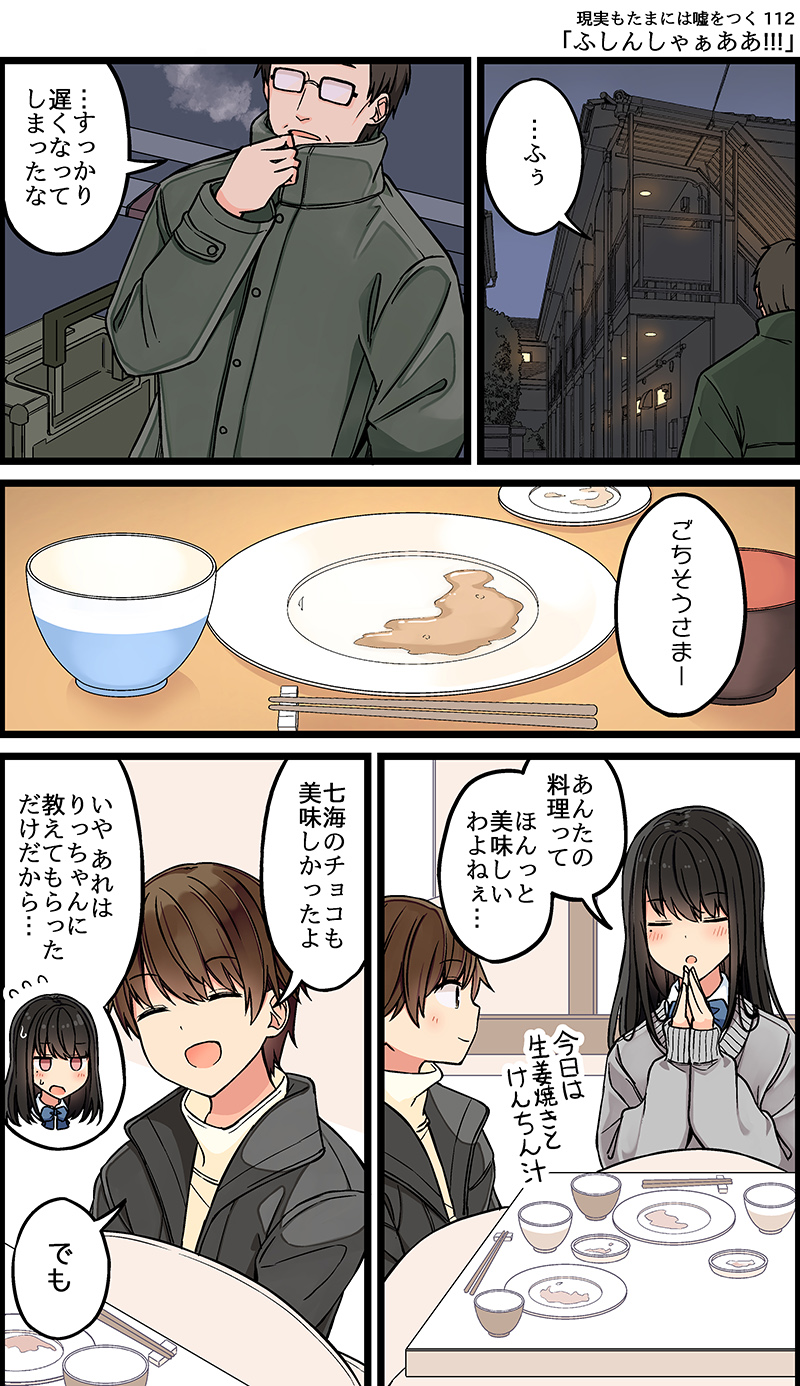 現実もたまには嘘をつく 112
「ふしんしゃぁああ!!!」
…ふぅ
…すっかり
遅くなって
しまったな
ごちそうさまー
あんたの
料理って
ほんっと
美味しい
わよねぇ…
今日は
生姜焼きと
けんちん汁
七海のチョコも
美味しかったよ
いや あれは
りっちゃんに
教えてもらった
だけだから…
でも